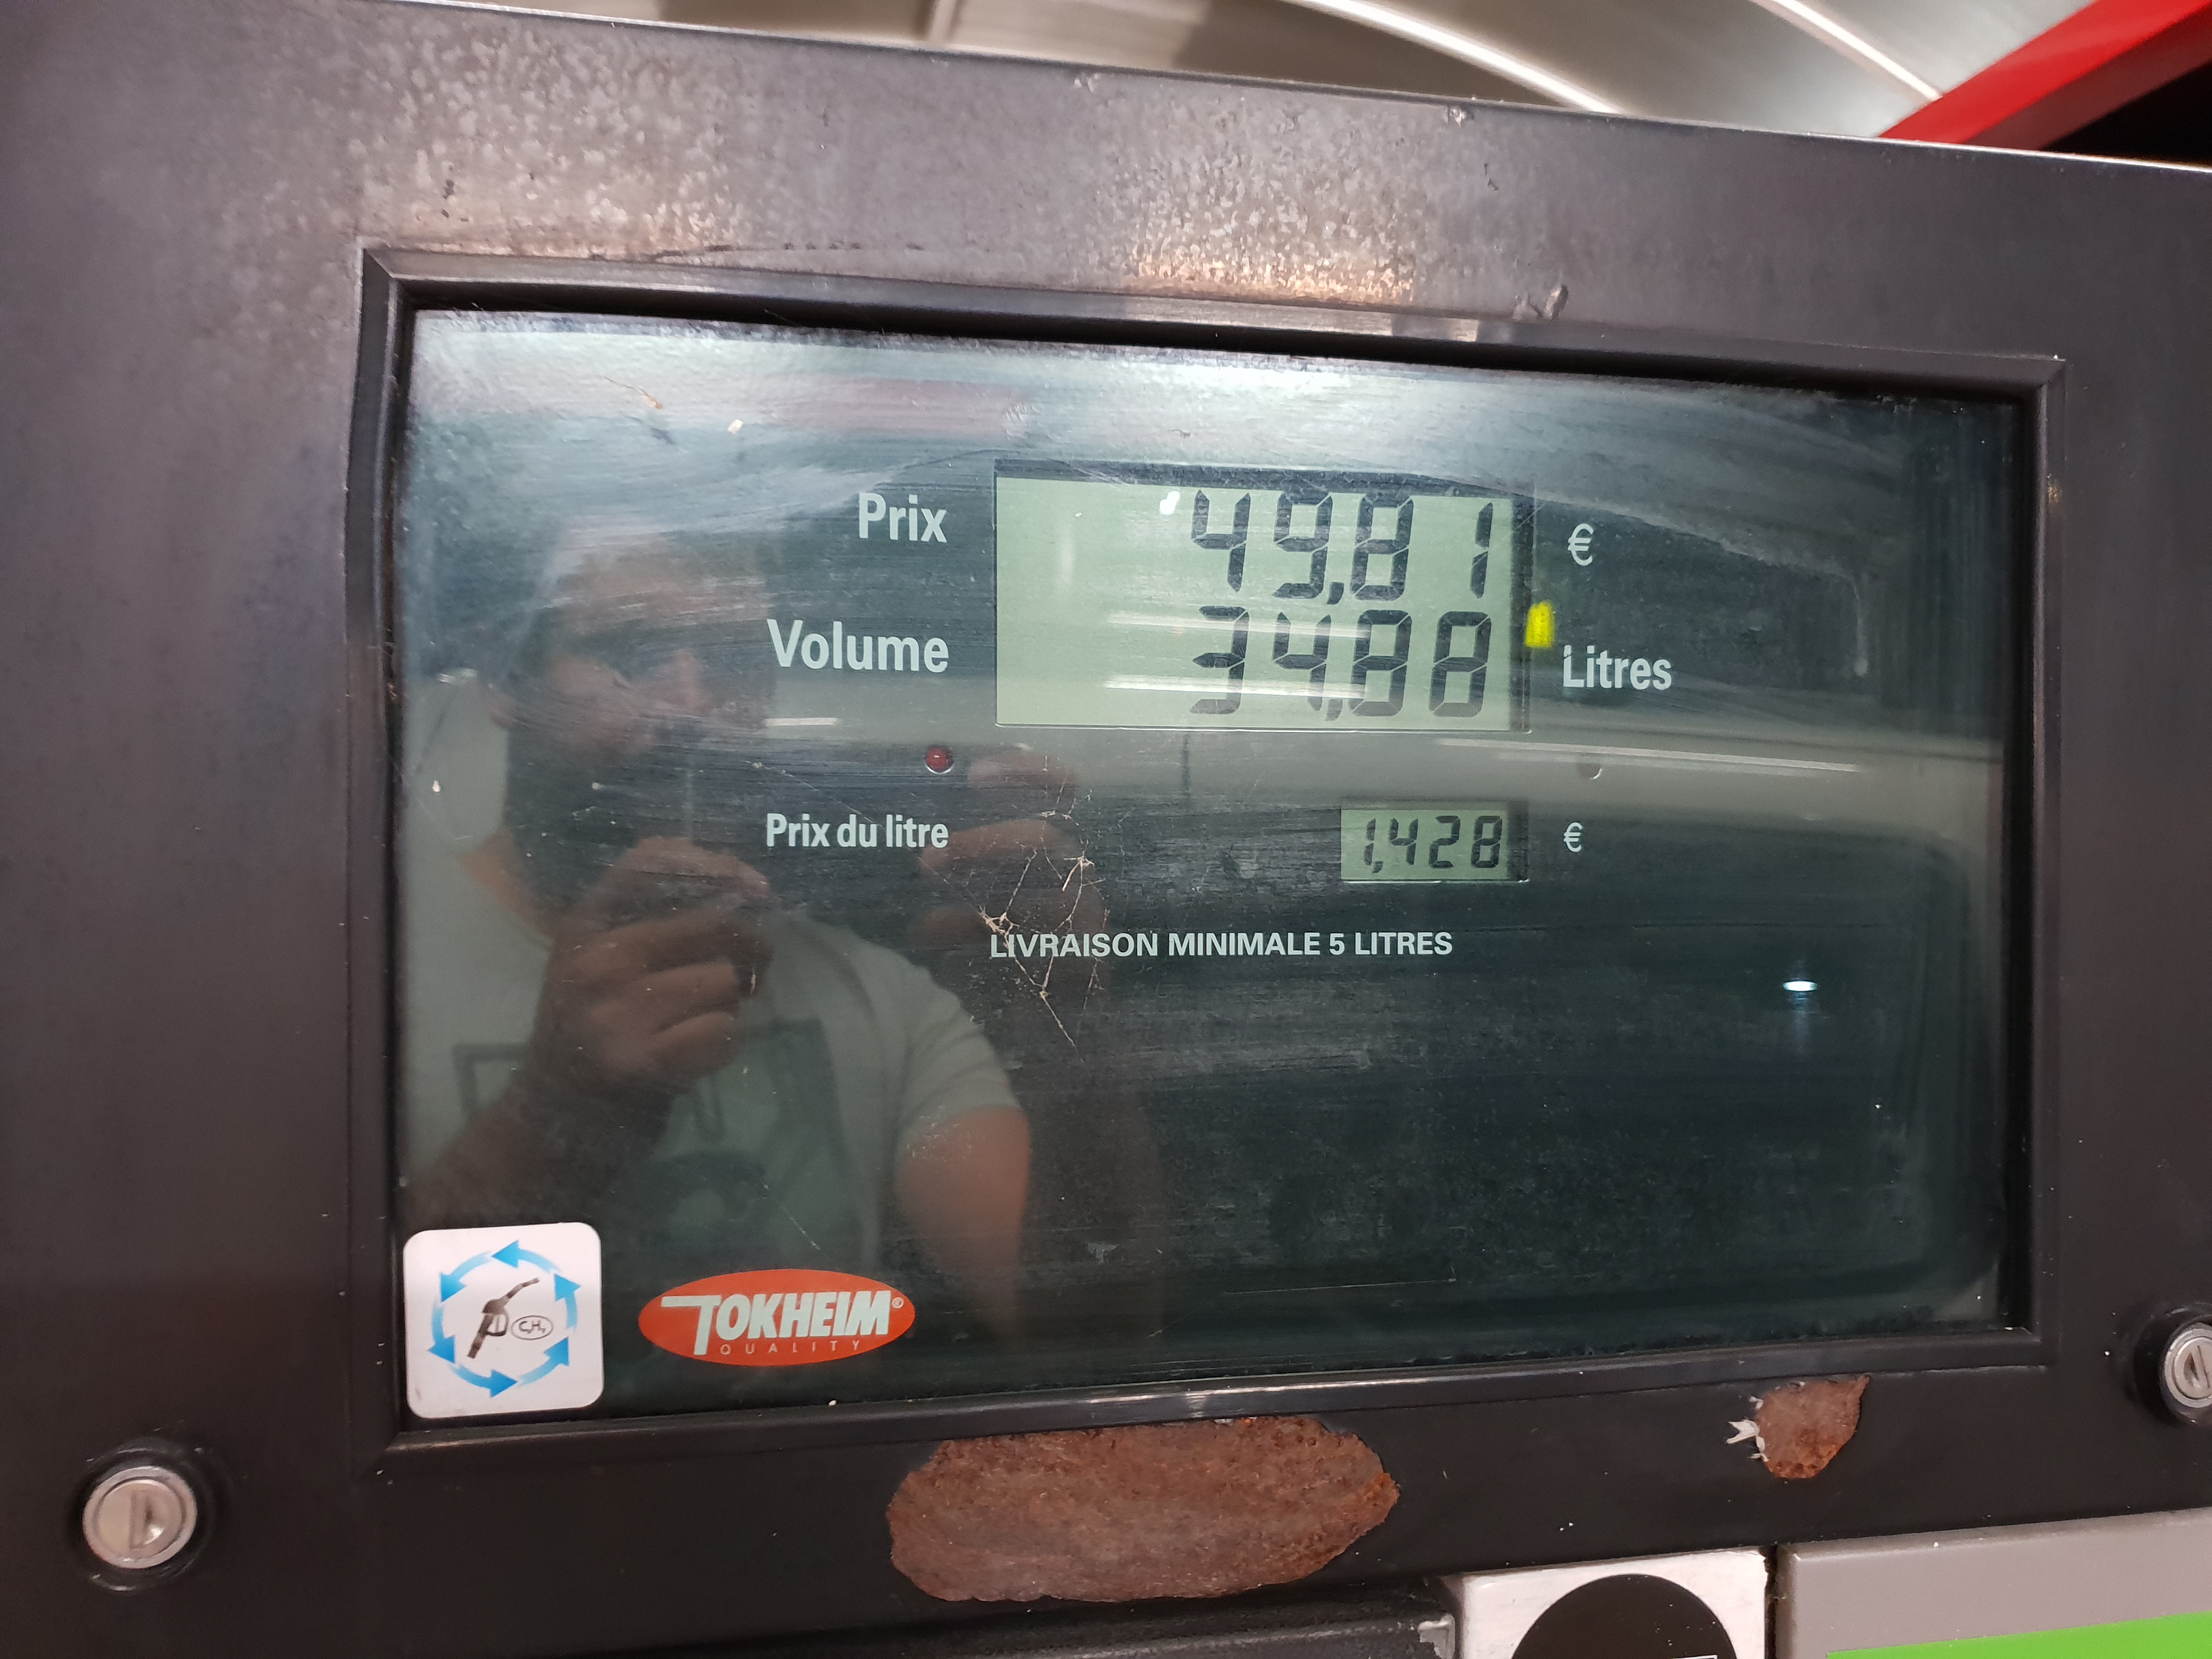 Prix 49,81 €
Volume 34,88 Litres
Prix du litre 1,428 €
LIVRAISON MINIMALE 5 LITRES
TOKHEIM®
QUALITY